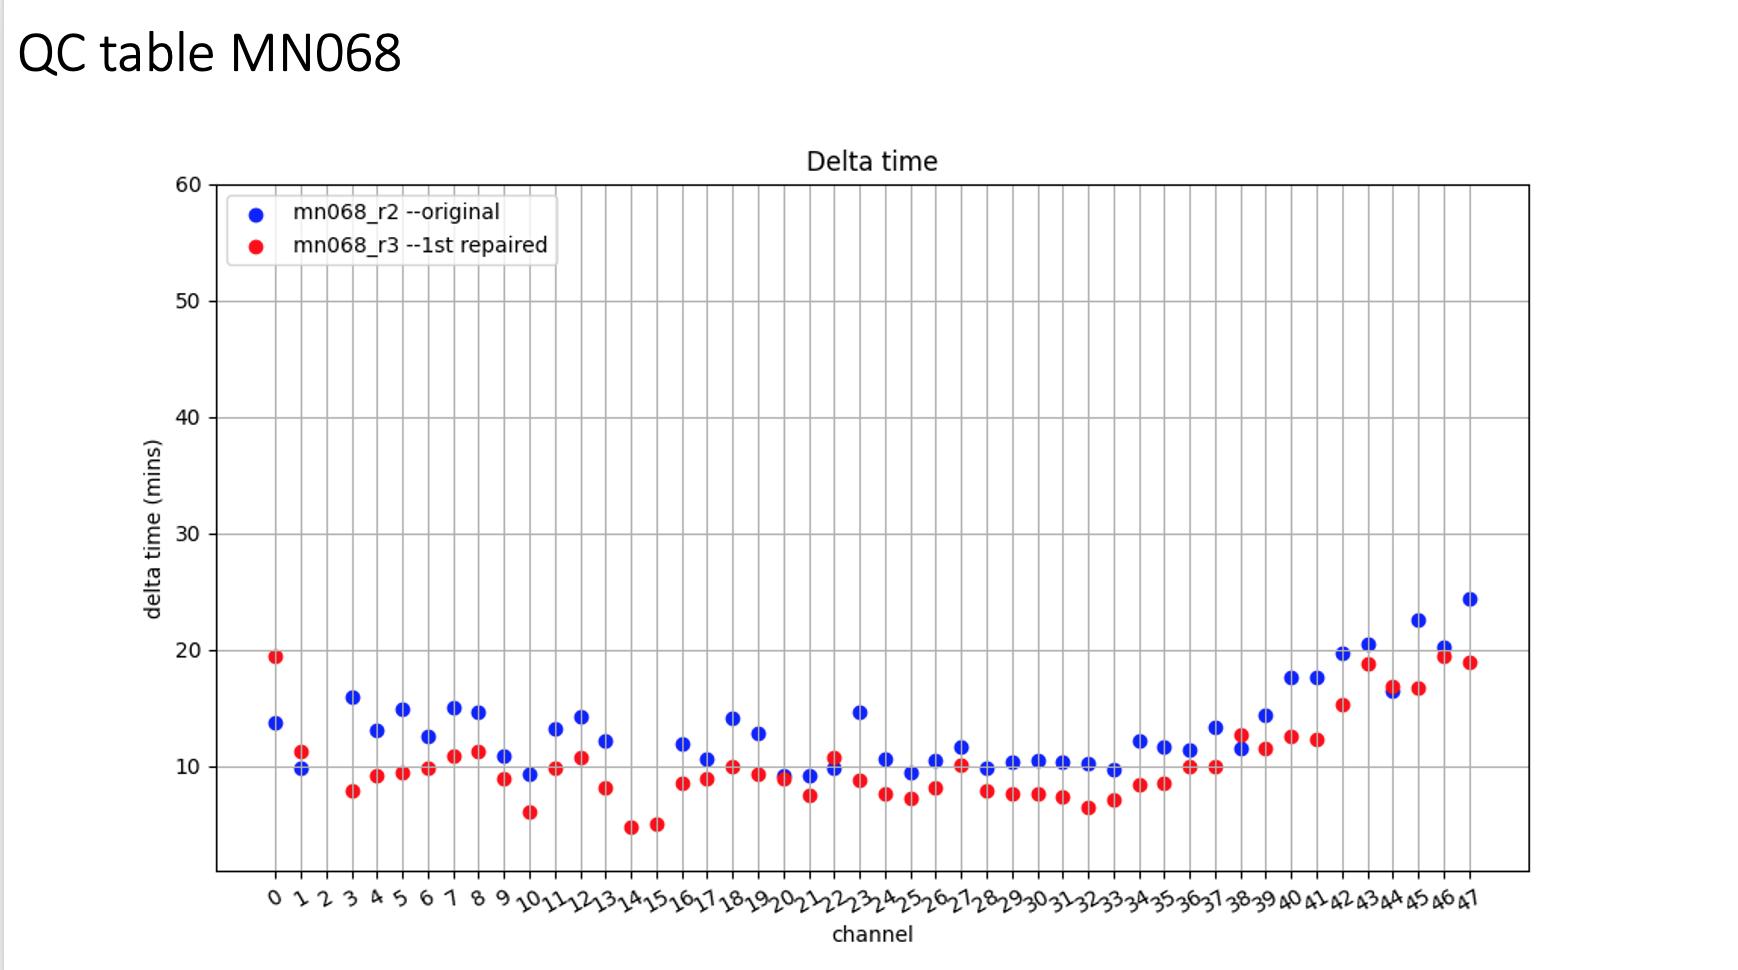 QC table MN068
Delta time
60
mn068_r2 --original
mn068_r3 --1st repaired
50
40
30
20
10
delta time (mins)
0 1 2 3 4 5 6 7 8 9 10 11 12 13 14 15 16 17 18 19 20 21 22 23 24 25 26 27 28 29 30 31 32 33 34 35 36 37 38 39 40 41 42 43 44 45 46 47
channel